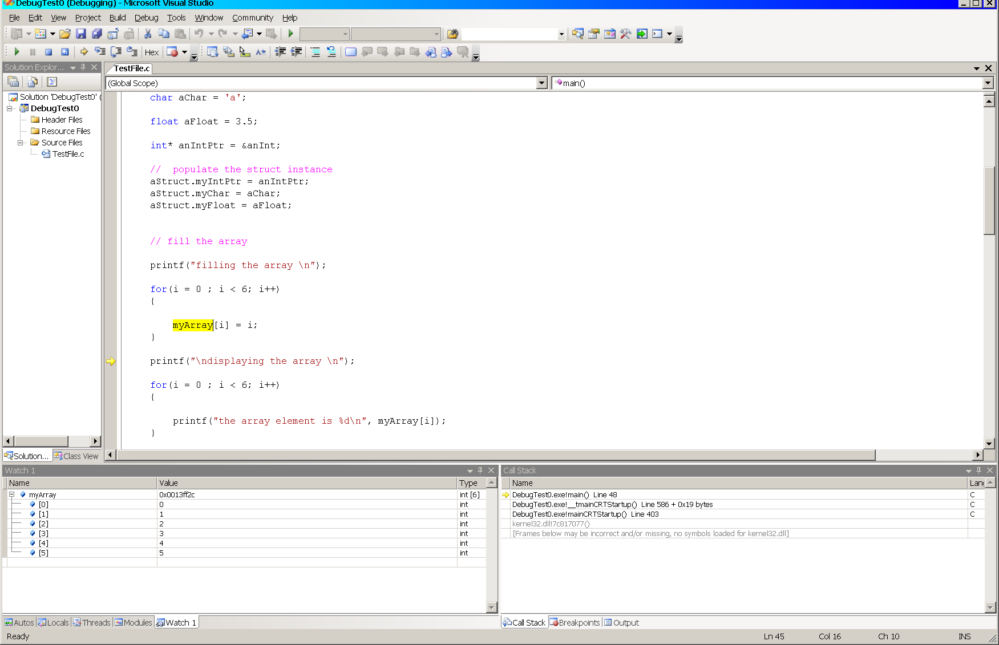 DebugTest0 (Debugging) - Microsoft Visual Studio
File Edit View Project Build Debug Tools Window Community Help
Hex
Solution Explor...
TestFile.c
(Global Scope)
main()
Solution 'DebugTest0' (
DebugTest0
Header Files
Resource Files
Source Files
TestFile.c
char aChar = 'a';
float aFloat = 3.5;
int* anIntPtr = &anInt;
//  populate the struct instance
aStruct.myIntPtr = anIntPtr;
aStruct.myChar = aChar;
aStruct.myFloat = aFloat;
// fill the array
printf("filling the array \n");
for(i = 0 ; i < 6; i++)
{
myArray[i] = i;
}
printf("\ndisplaying the array \n");
for(i = 0 ; i < 6; i++)
{
printf("the array element is %d\n", myArray[i]);
}
Solution... Class View
Watch 1
Name Value Type
myArray 0x0013ff2c int [6]
[0] 0 int
[1] 1 int
[2] 2 int
[3] 3 int
[4] 4 int
[5] 5 int
Autos Locals Threads Modules Watch 1
Call Stack
Name Lang
DebugTest0.exe!main()  Line 48 C
DebugTest0.exe!__tmainCRTStartup()  Line 586 + 0x19 bytes C
DebugTest0.exe!mainCRTStartup()  Line 403 C
kernel32.dll!7c817077()
[Frames below may be incorrect and/or missing, no symbols loaded for kernel32.dll]
Call Stack Breakpoints Output
Ready Ln 45 Col 16 Ch 10 INS